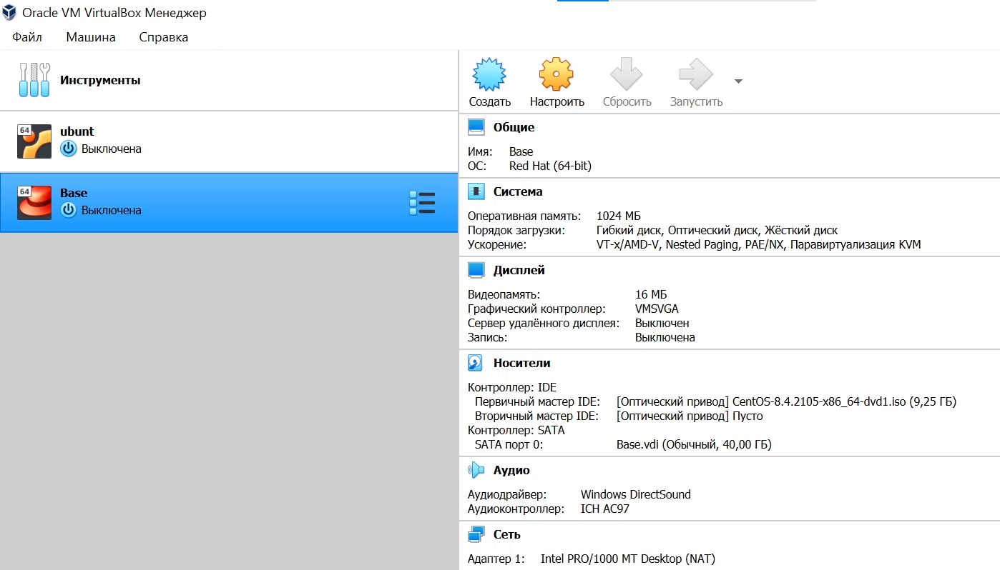 Oracle VM VirtualBox Менеджер
Файл Машина Справка
Инструменты
64 ubunt
Выключена
64 Base
Выключена
Создать Настроить Сбросить Запустить
Общие
Имя: Base
ОС: Red Hat (64-bit)
Система
Оперативная память: 1024 МБ
Порядок загрузки: Гибкий диск, Оптический диск, Жёсткий диск
Ускорение: VT-x/AMD-V, Nested Paging, PAE/NX, Паравиртуализация KVM
Дисплей
Видеопамять: 16 МБ
Графический контроллер: VMSVGA
Сервер удалённого дисплея: Выключен
Запись: Выключена
Носители
Контроллер: IDE
Первичный мастер IDE: [Оптический привод] CentOS-8.4.2105-x86_64-dvd1.iso (9,25 ГБ)
Вторичный мастер IDE: [Оптический привод] Пусто
Контроллер: SATA
SATA порт 0: Base.vdi (Обычный, 40,00 ГБ)
Аудио
Аудиодрайвер: Windows DirectSound
Аудиоконтроллер: ICH AC97
Сеть
Адаптер 1: Intel PRO/1000 MT Desktop (NAT)